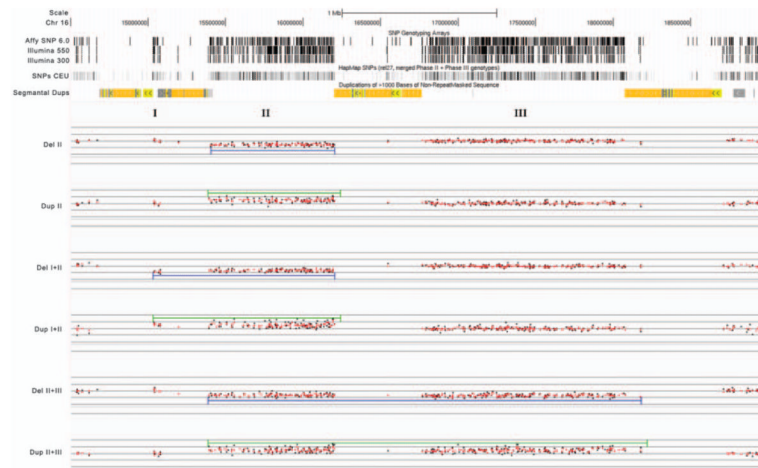 Scale 1 Mb
Chr 16 15000000 15500000 16000000 16500000 17000000 17500000 18000000 18500000
SNP Genotyping Arrays
Affy SNP 6.0
Illumina 550
Illumina 300
HapMap SNPs (rel27, merged Phase II + Phase III genotypes)
SNPs CEU
Duplications of >1000 Bases of Non-RepeatMasked Sequence
Segmental Dups
I II III
Del II
Dup II
Del I+II
Dup I+II
Del II+III
Dup II+III